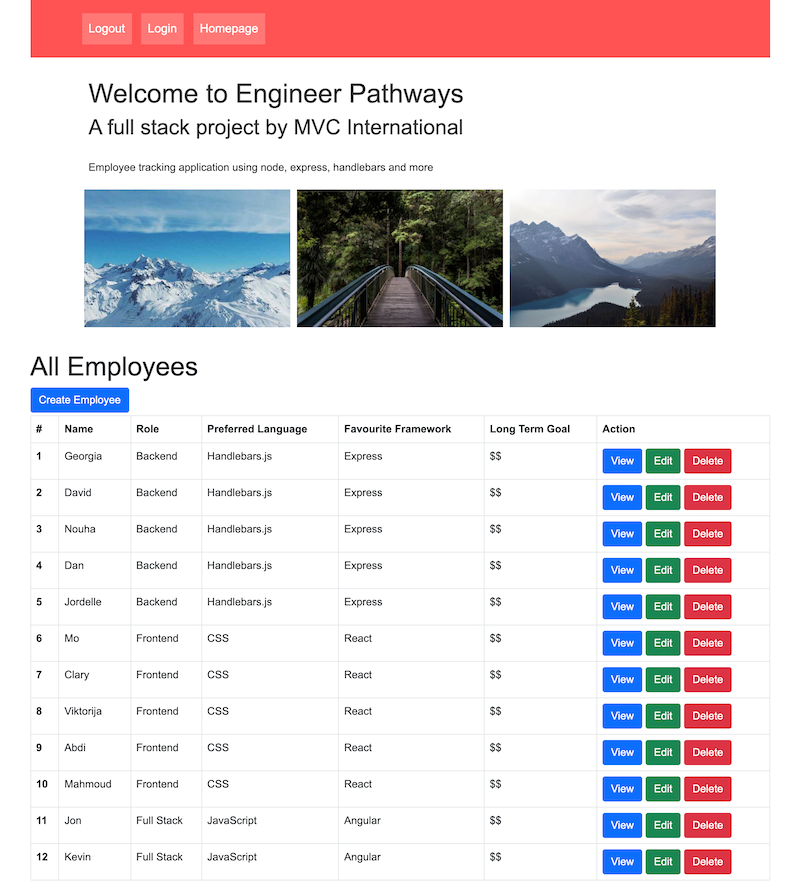 Logout Login Homepage
Welcome to Engineer Pathways
A full stack project by MVC International
Employee tracking application using node, express, handlebars and more
All Employees
Create Employee
# Name Role Preferred Language Favourite Framework Long Term Goal Action
1 Georgia Backend Handlebars.js Express $$ View Edit Delete
2 David Backend Handlebars.js Express $$ View Edit Delete
3 Nouha Backend Handlebars.js Express $$ View Edit Delete
4 Dan Backend Handlebars.js Express $$ View Edit Delete
5 Jordelle Backend Handlebars.js Express $$ View Edit Delete
6 Mo Frontend CSS React $$ View Edit Delete
7 Clary Frontend CSS React $$ View Edit Delete
8 Viktorija Frontend CSS React $$ View Edit Delete
9 Abdi Frontend CSS React $$ View Edit Delete
10 Mahmoud Frontend CSS React $$ View Edit Delete
11 Jon Full Stack JavaScript Angular $$ View Edit Delete
12 Kevin Full Stack JavaScript Angular $$ View Edit Delete